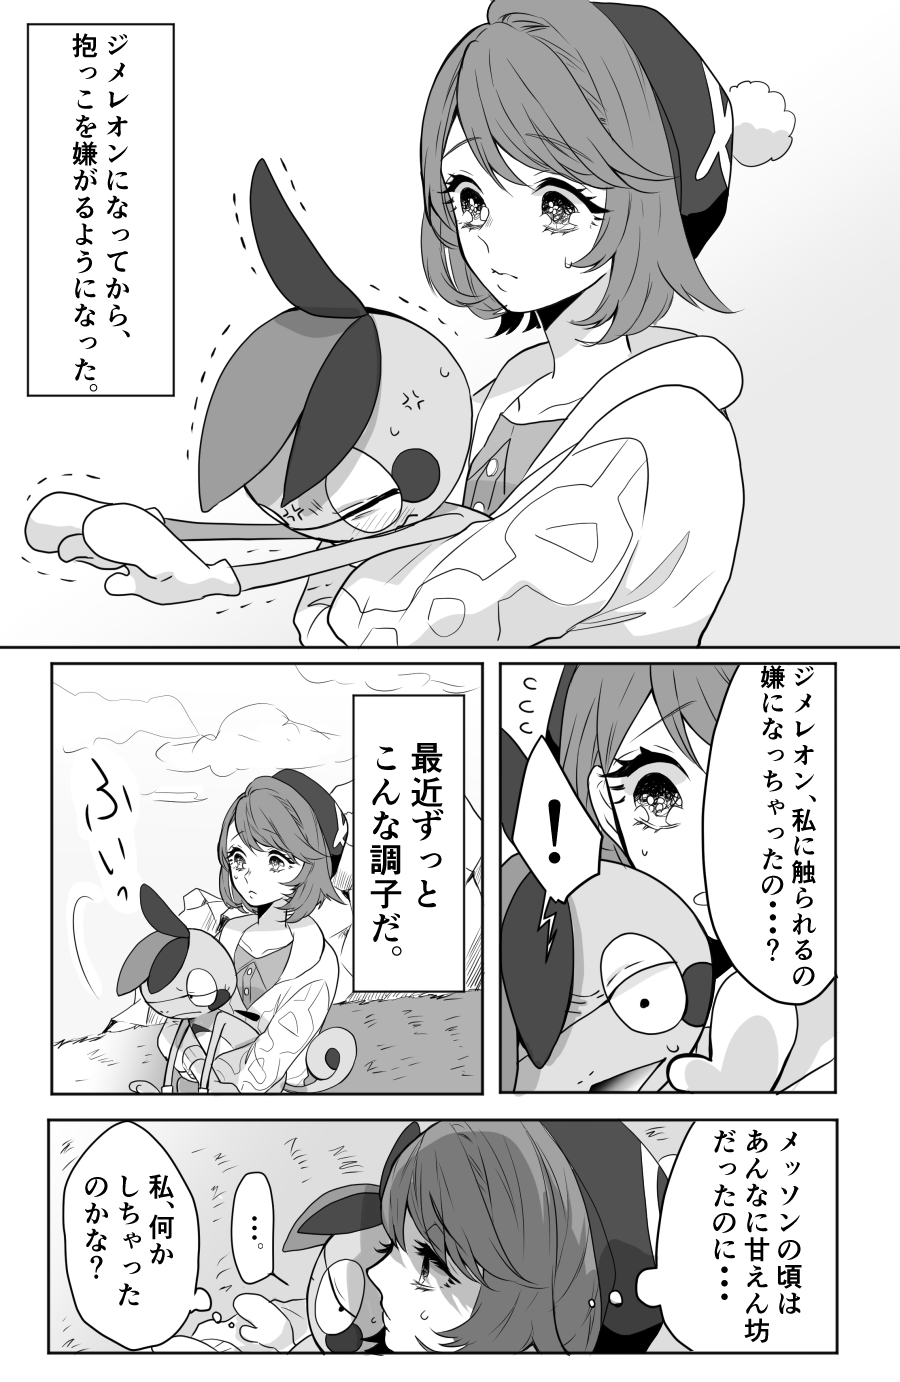 ジメレオンになってから、
抱っこを嫌がるようになった。
ジメレオン、私に触られるの
嫌になっちゃったの・・・?
!
最近ずっと
こんな調子だ。
ふいっ
メッソンの頃は
あんなに甘えん坊
だったのに・・・
・・・。
私、何か
しちゃった
のかな?